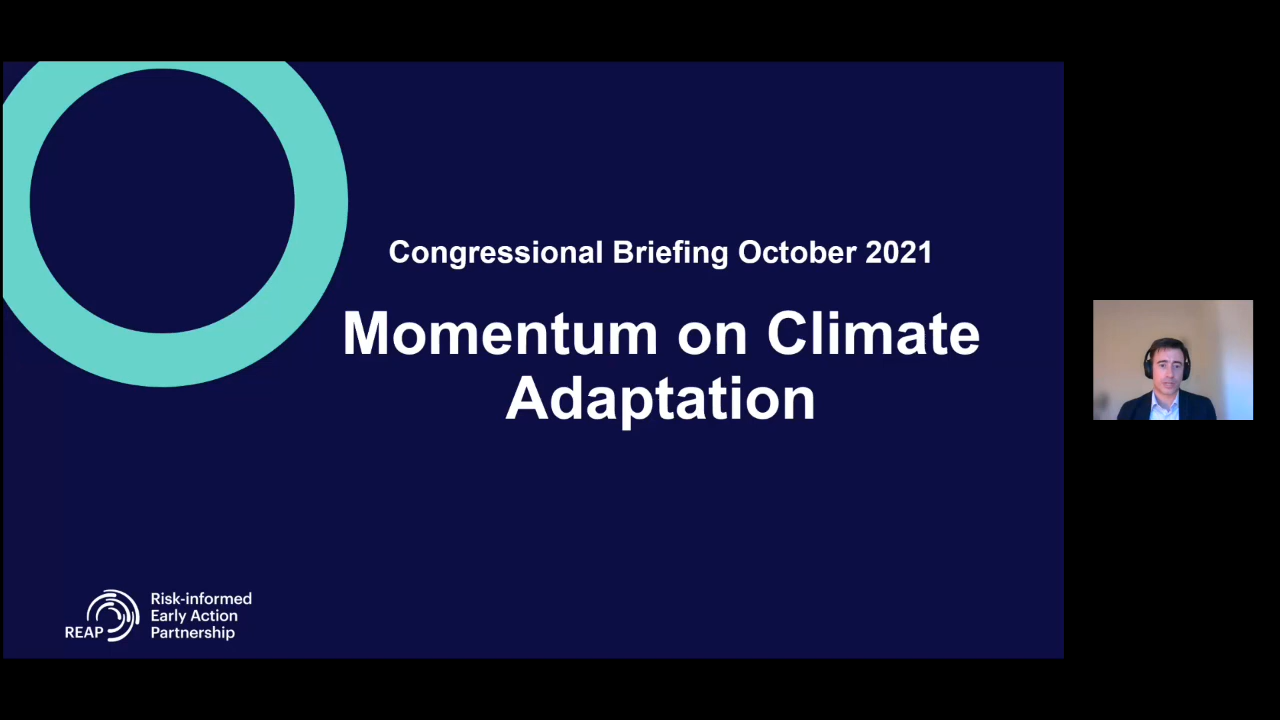 Congressional Briefing October 2021
Momentum on Climate
Adaptation
REAP
Risk-informed
Early Action
Partnership